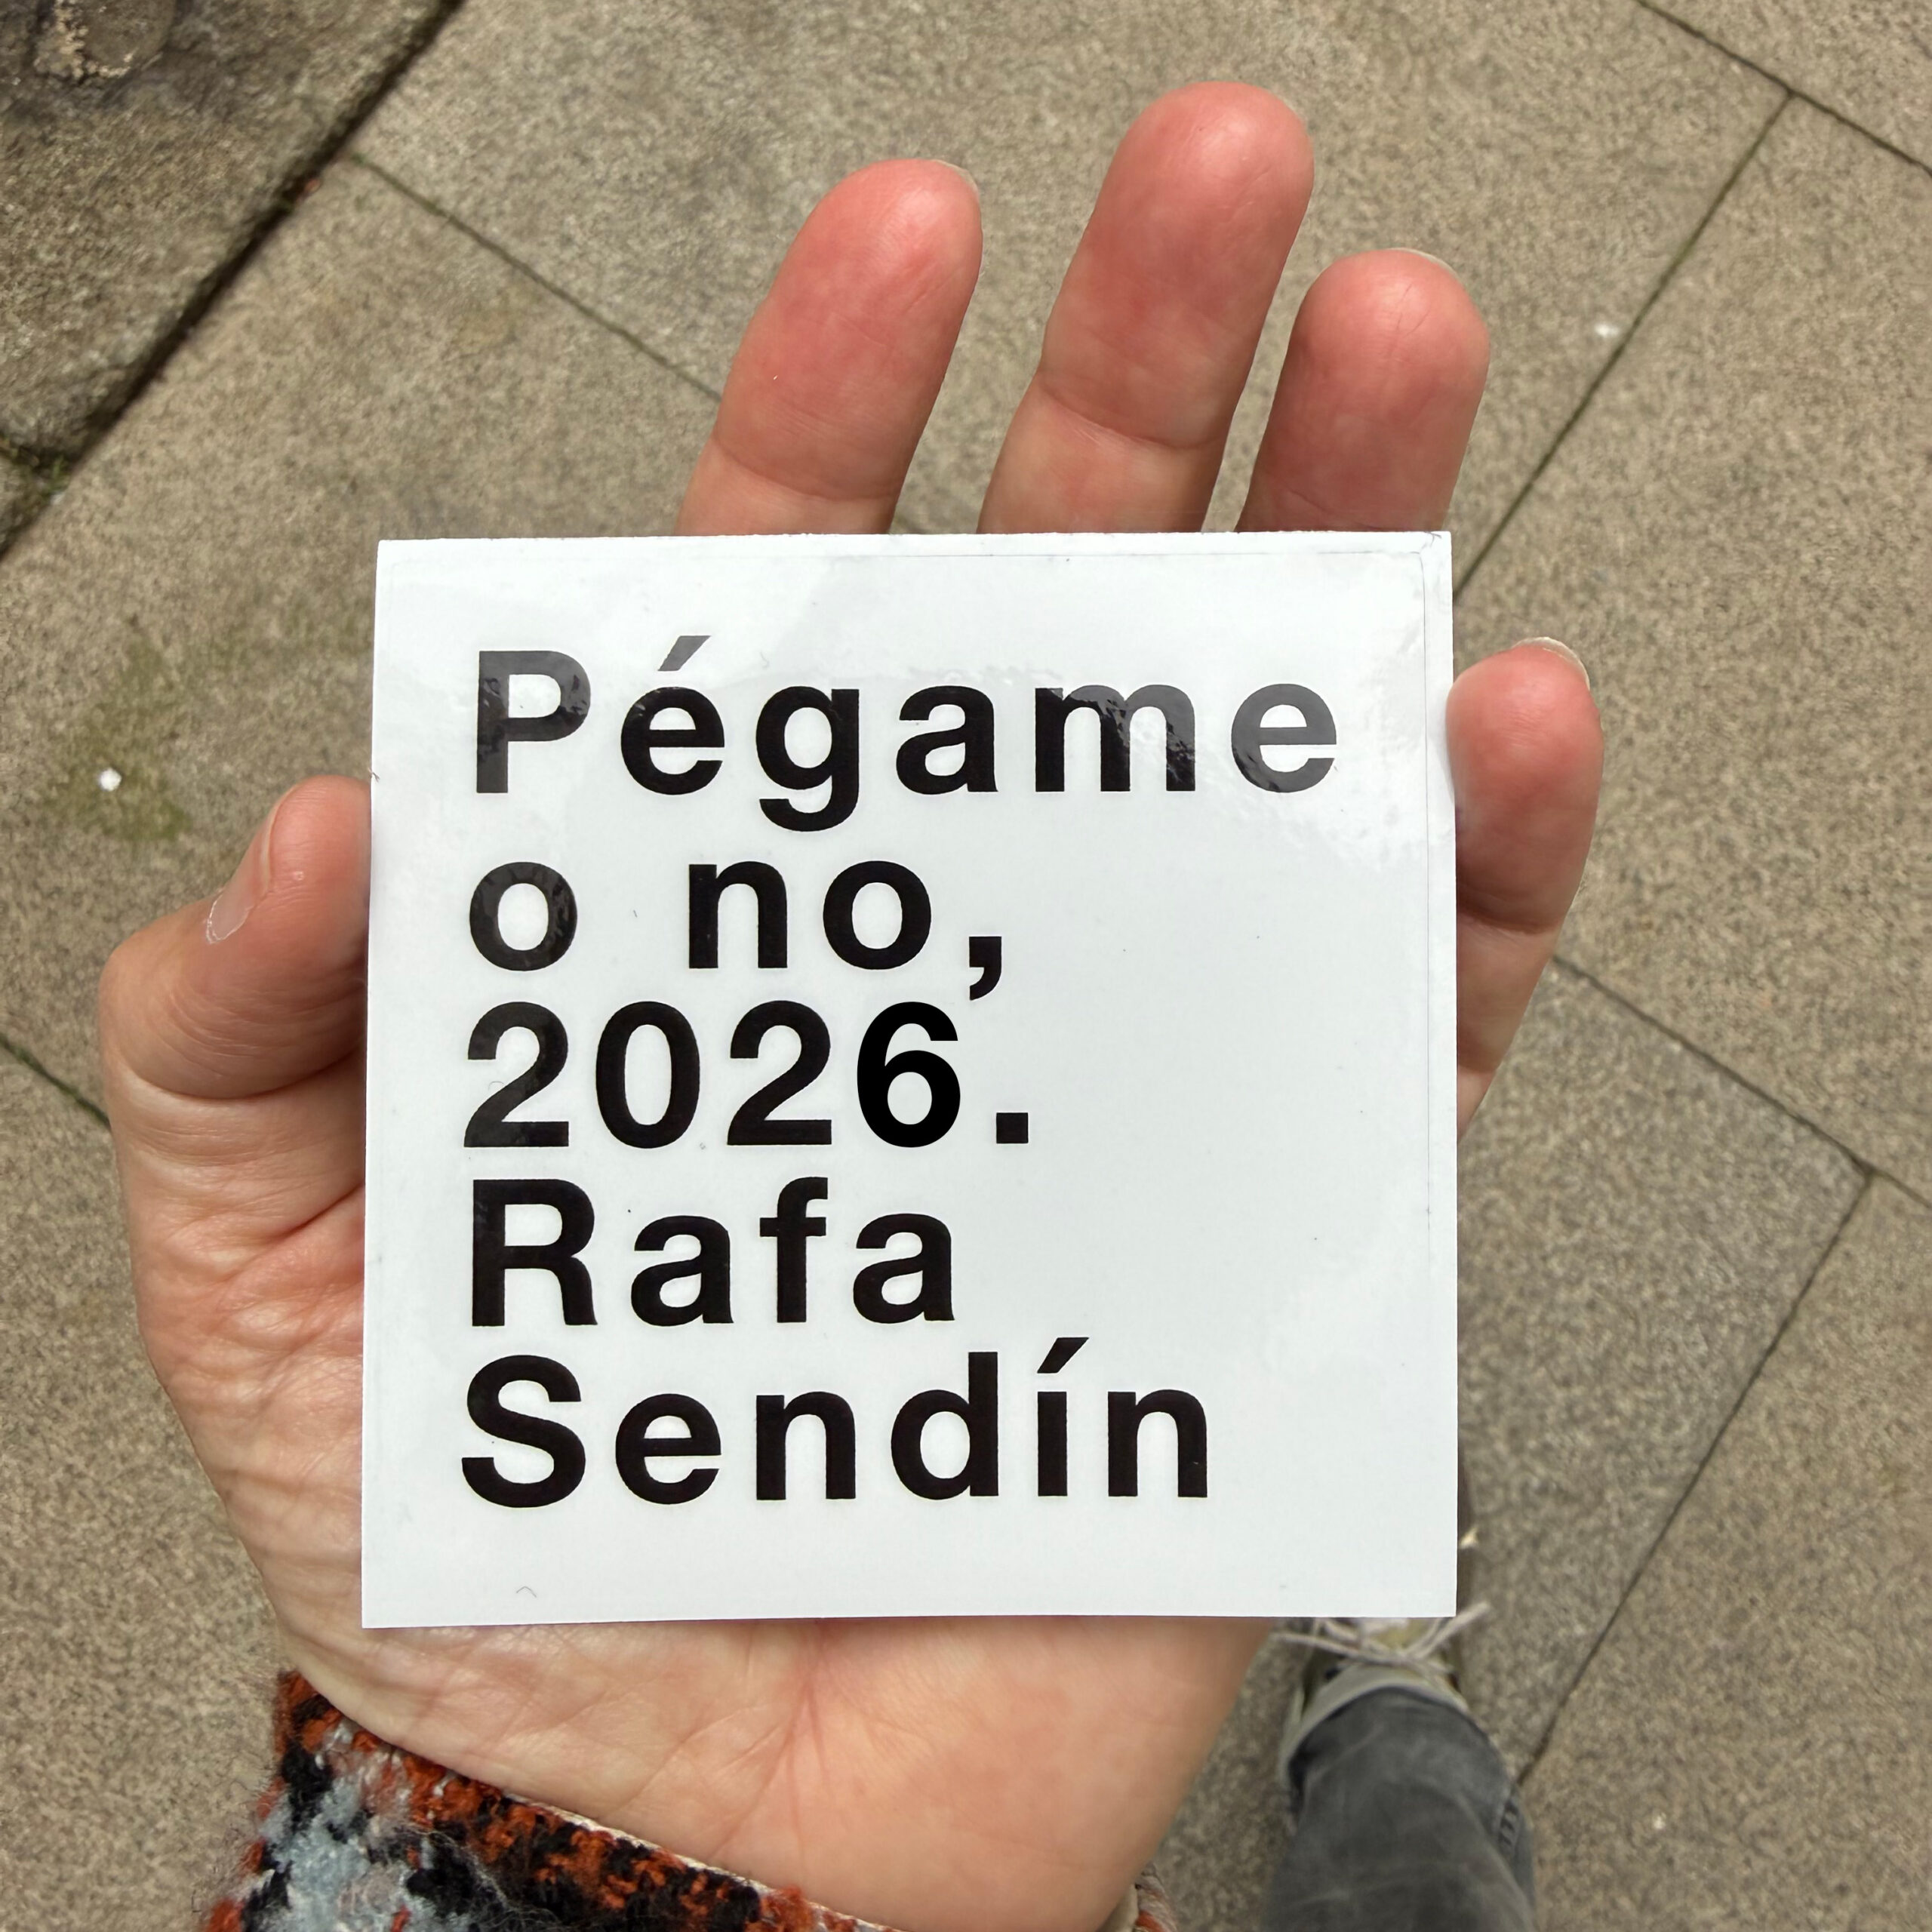 Pégame
o no,
2026.
Rafa
Sendín